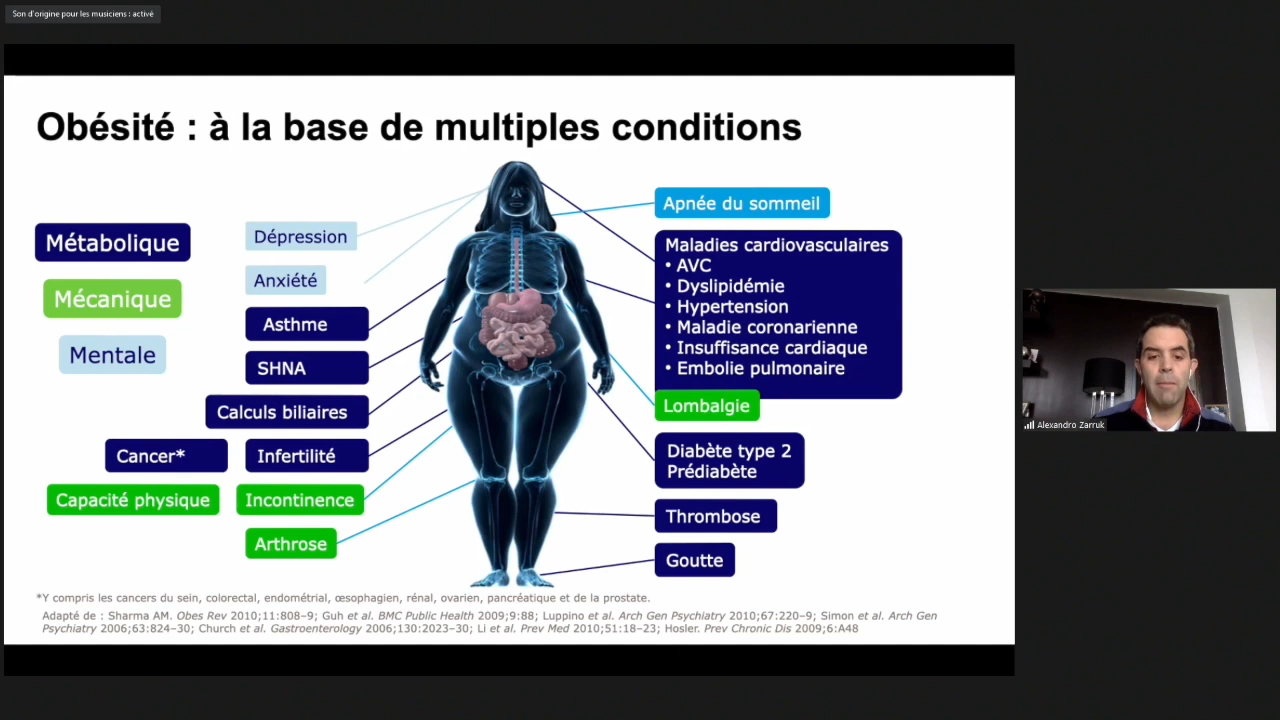 Son d'origine pour les musiciens : activé
Obésité : à la base de multiples conditions
Métabolique
Mécanique
Mentale
Dépression
Anxiété
Asthme
SHNA
Calculs biliaires
Cancer*
Infertilité
Capacité physique
Incontinence
Arthrose
Apnée du sommeil
Maladies cardiovasculaires
• AVC
• Dyslipidémie
• Hypertension
• Maladie coronarienne
• Insuffisance cardiaque
• Embolie pulmonaire
Lombalgie
Diabète type 2
Prédiabète
Thrombose
Goutte
*Y compris les cancers du sein, colorectal, endométrial, œsophagien, rénal, ovarien, pancréatique et de la prostate.
Adapté de : Sharma AM. Obes Rev 2010;11:808–9; Guh et al. BMC Public Health 2009;9:88; Luppino et al. Arch Gen Psychiatry 2010;67:220–9; Simon et al. Arch Gen
Psychiatry 2006;63:824–30; Church et al. Gastroenterology 2006;130:2023–30; Li et al. Prev Med 2010;51:18–23; Hosler. Prev Chronic Dis 2009;6:A48
Alexandro Zarruk